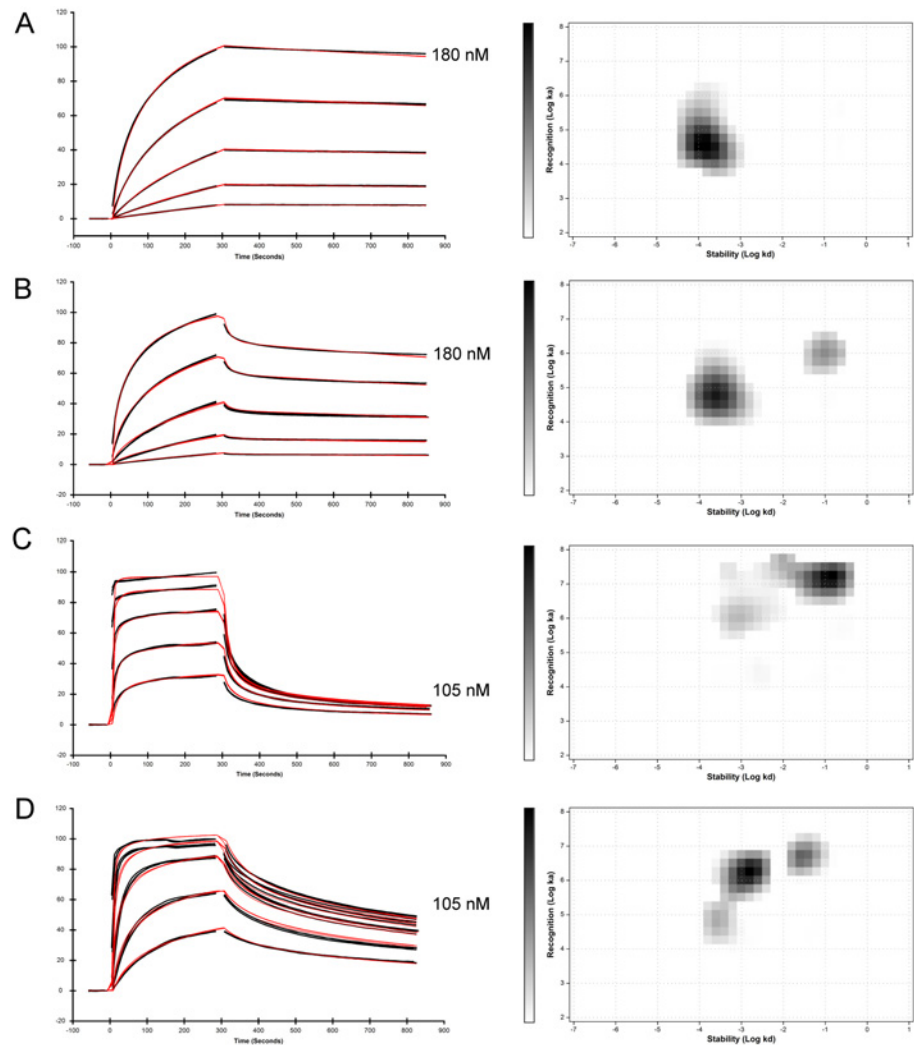 A
120
100
80
60
40
20
0
-100 0 100 200 300 400 500 600 700 800 900
Time (Seconds)
180 nM
8
7
6
5
4
3
2
Recognition (Log ka)
-7 -6 -5 -4 -3 -2 -1 0 1
Stability (Log kd)
B
120
100
80
60
40
20
0
-20
-100 0 100 200 300 400 500 600 700 800 900
Time (Seconds)
180 nM
8
7
6
5
4
3
2
Recognition (Log ka)
-7 -6 -5 -4 -3 -2 -1 0 1
Stability (Log kd)
C
120
100
80
60
40
20
0
-20
-100 0 100 200 300 400 500 600 700 800 900
Time (Seconds)
105 nM
8
7
6
5
4
3
2
Recognition (Log ka)
-7 -6 -5 -4 -3 -2 -1 0 1
Stability (Log kd)
D
120
100
80
60
40
20
0
-20
-100 0 100 200 300 400 500 600 700 800 900
Time (Seconds)
105 nM
8
7
6
5
4
3
2
Recognition (Log ka)
-7 -6 -5 -4 -3 -2 -1 0 1
Stability (Log kd)